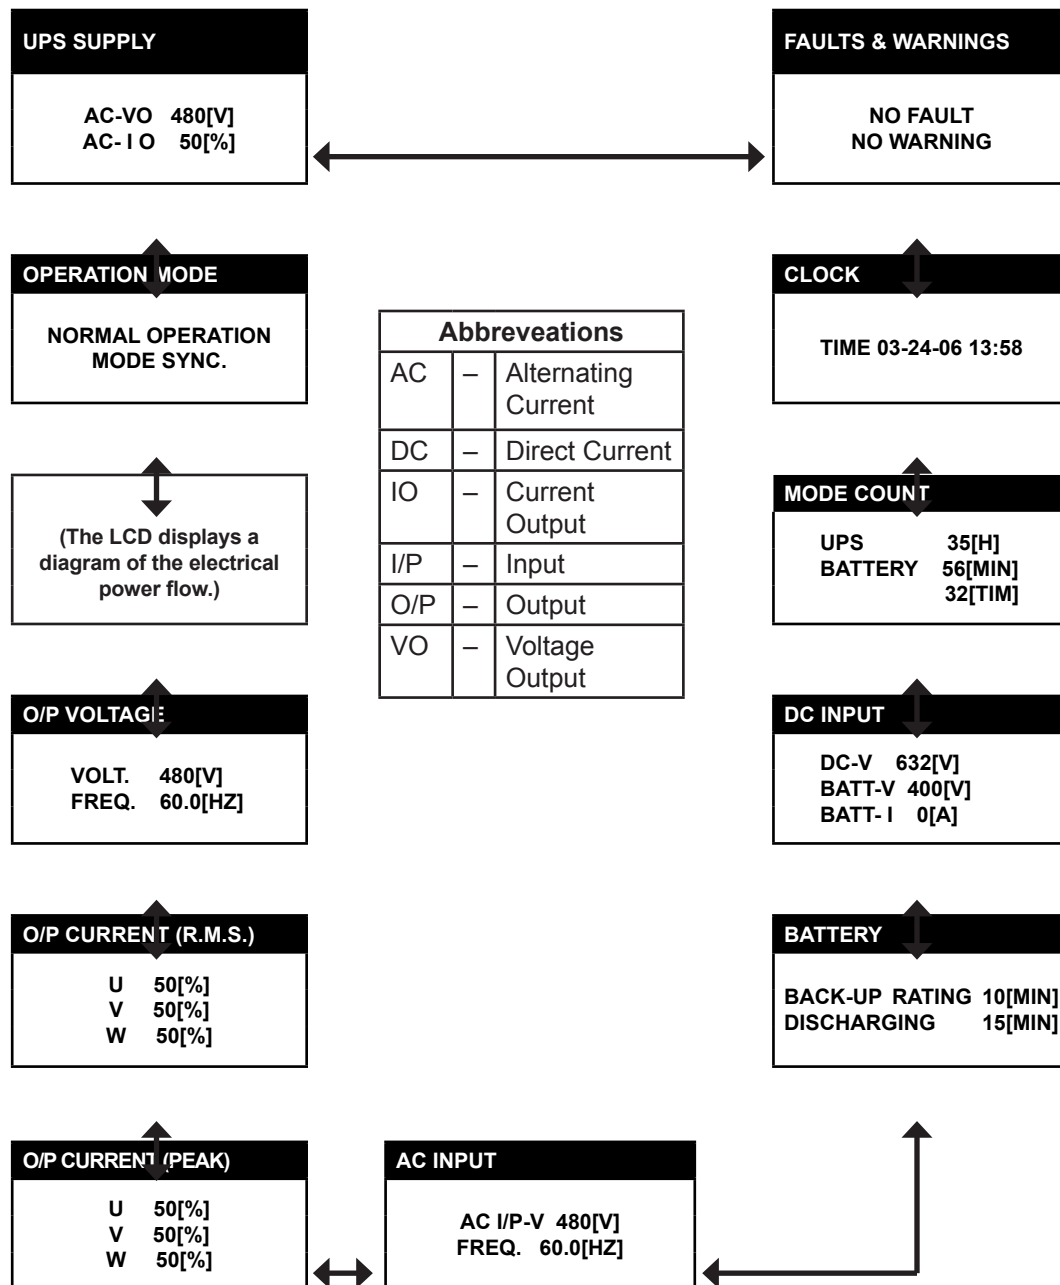 UPS SUPPLY
AC-VO 480[V]
AC- I O 50[%]
FAULTS & WARNINGS
NO FAULT
NO WARNING
OPERATION MODE
NORMAL OPERATION
MODE SYNC.
CLOCK
TIME 03-24-06 13:58
Abbreveations
AC – Alternating
Current
DC – Direct Current
IO – Current
Output
I/P – Input
O/P – Output
VO – Voltage
Output
(The LCD displays a
diagram of the electrical
power flow.)
MODE COUNT
UPS 35[H]
BATTERY 56[MIN]
32[TIM]
O/P VOLTAGE
VOLT. 480[V]
FREQ. 60.0[HZ]
DC INPUT
DC-V 632[V]
BATT-V 400[V]
BATT- I 0[A]
O/P CURRENT (R.M.S.)
U 50[%]
V 50[%]
W 50[%]
BATTERY
BACK-UP RATING 10[MIN]
DISCHARGING 15[MIN]
O/P CURRENT (PEAK)
U 50[%]
V 50[%]
W 50[%]
AC INPUT
AC I/P-V 480[V]
FREQ. 60.0[HZ]